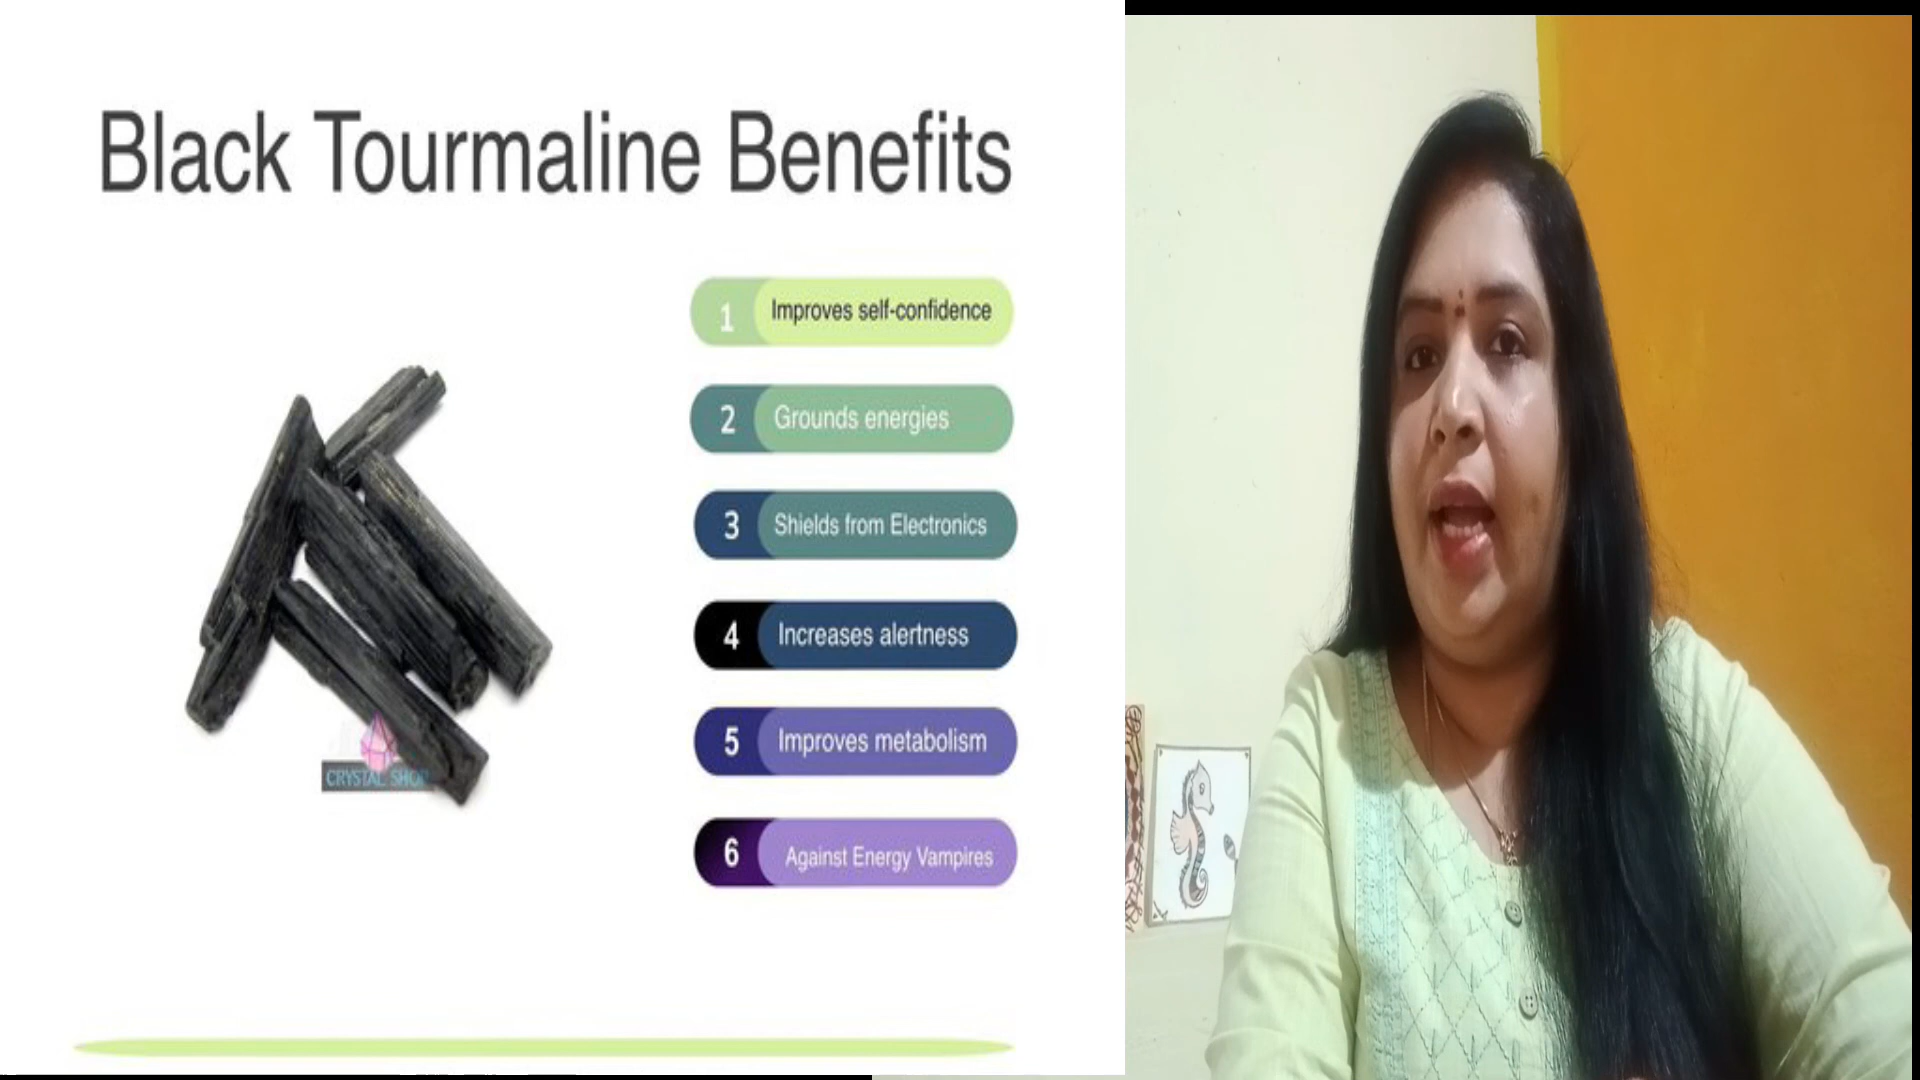 Black Tourmaline Benefits
1 Improves self-confidence
2 Grounds energies
3 Shields from Electronics
4 Increases alertness
5 Improves metabolism
6 Against Energy Vampires
CRYSTAL SHOP